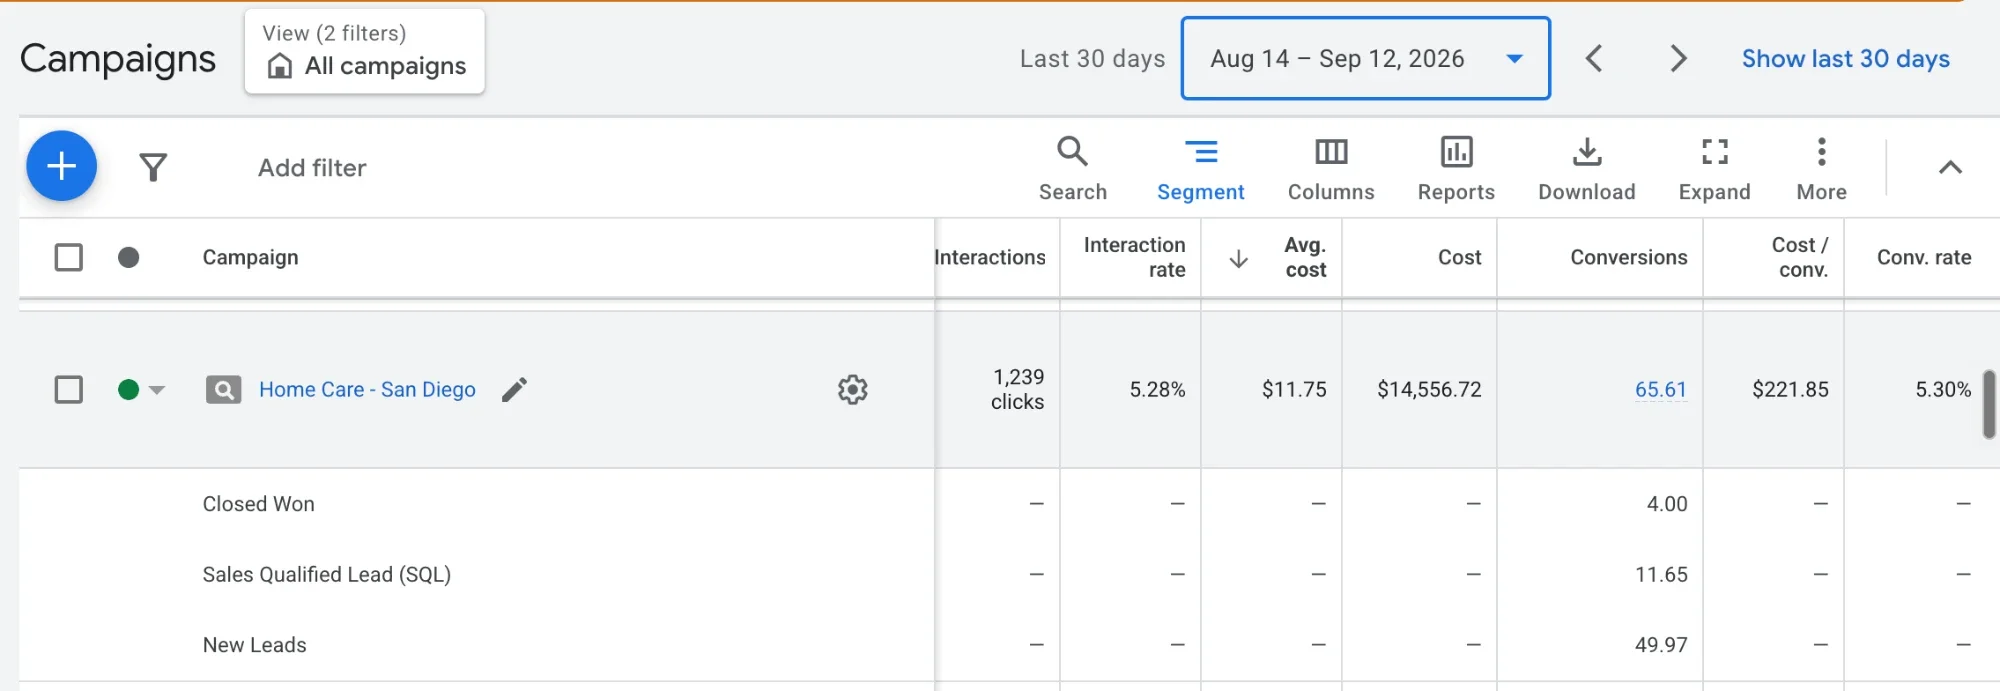 Campaigns
View (2 filters)
All campaigns
Last 30 days
Aug 14 – Sep 12, 2026
Show last 30 days
Add filter
Search
Segment
Columns
Reports
Download
Expand
More
Campaign
Interactions
Interaction
rate
Avg.
cost
Cost
Conversions
Cost /
conv.
Conv. rate
Home Care - San Diego
1,239
clicks
5.28%
$11.75
$14,556.72
65.61
$221.85
5.30%
Closed Won — — — — 4.00 — —
Sales Qualified Lead (SQL) — — — — 11.65 — —
New Leads — — — — 49.97 — —